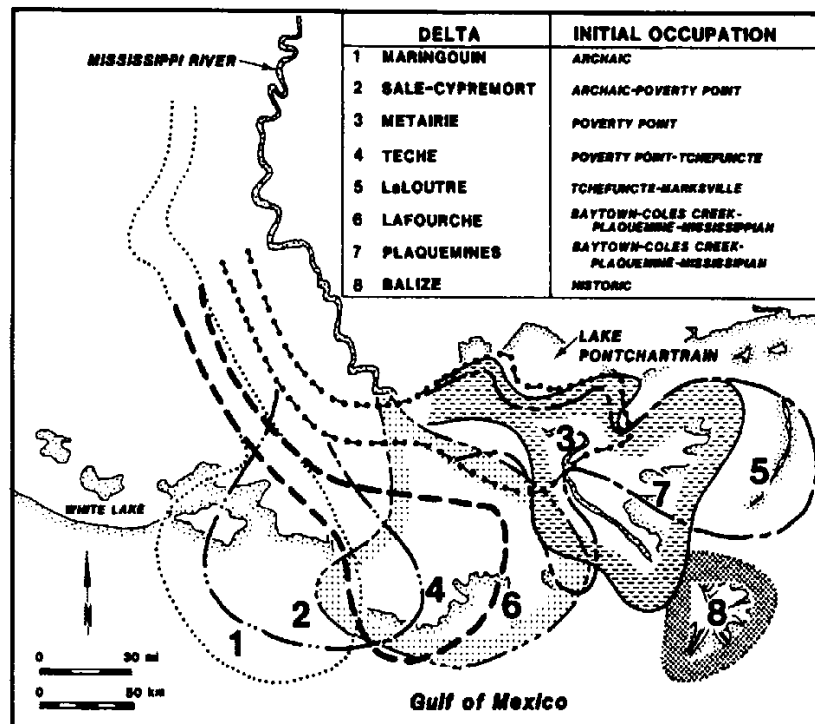 DELTA INITIAL OCCUPATION
1 MARINGOUIN ARCHAIC
2 SALE-CYPREMORT ARCHAIC-POVERTY POINT
3 METAIRIE POVERTY POINT
4 TECHE POVERTY POINT-TCHEFUNCTE
5 LaLOUTRE TCHEFUNCTE-MARKSVILLE
6 LAFOURCHE BAYTOWN-COLES CREEK-
PLAQUEMINE-MISSISSIPPIAN
7 PLAQUEMINES BAYTOWN-COLES CREEK-
PLAQUEMINE-MISSISSIPIAN
8 BALIZE HISTORIC
MISSISSIPPI RIVER
LAKE
PONTCHARTRAIN
WHITE LAKE
3
7
5
4
2
6
1
8
N
0 30 mi
0 50 km
Gulf of Mexico